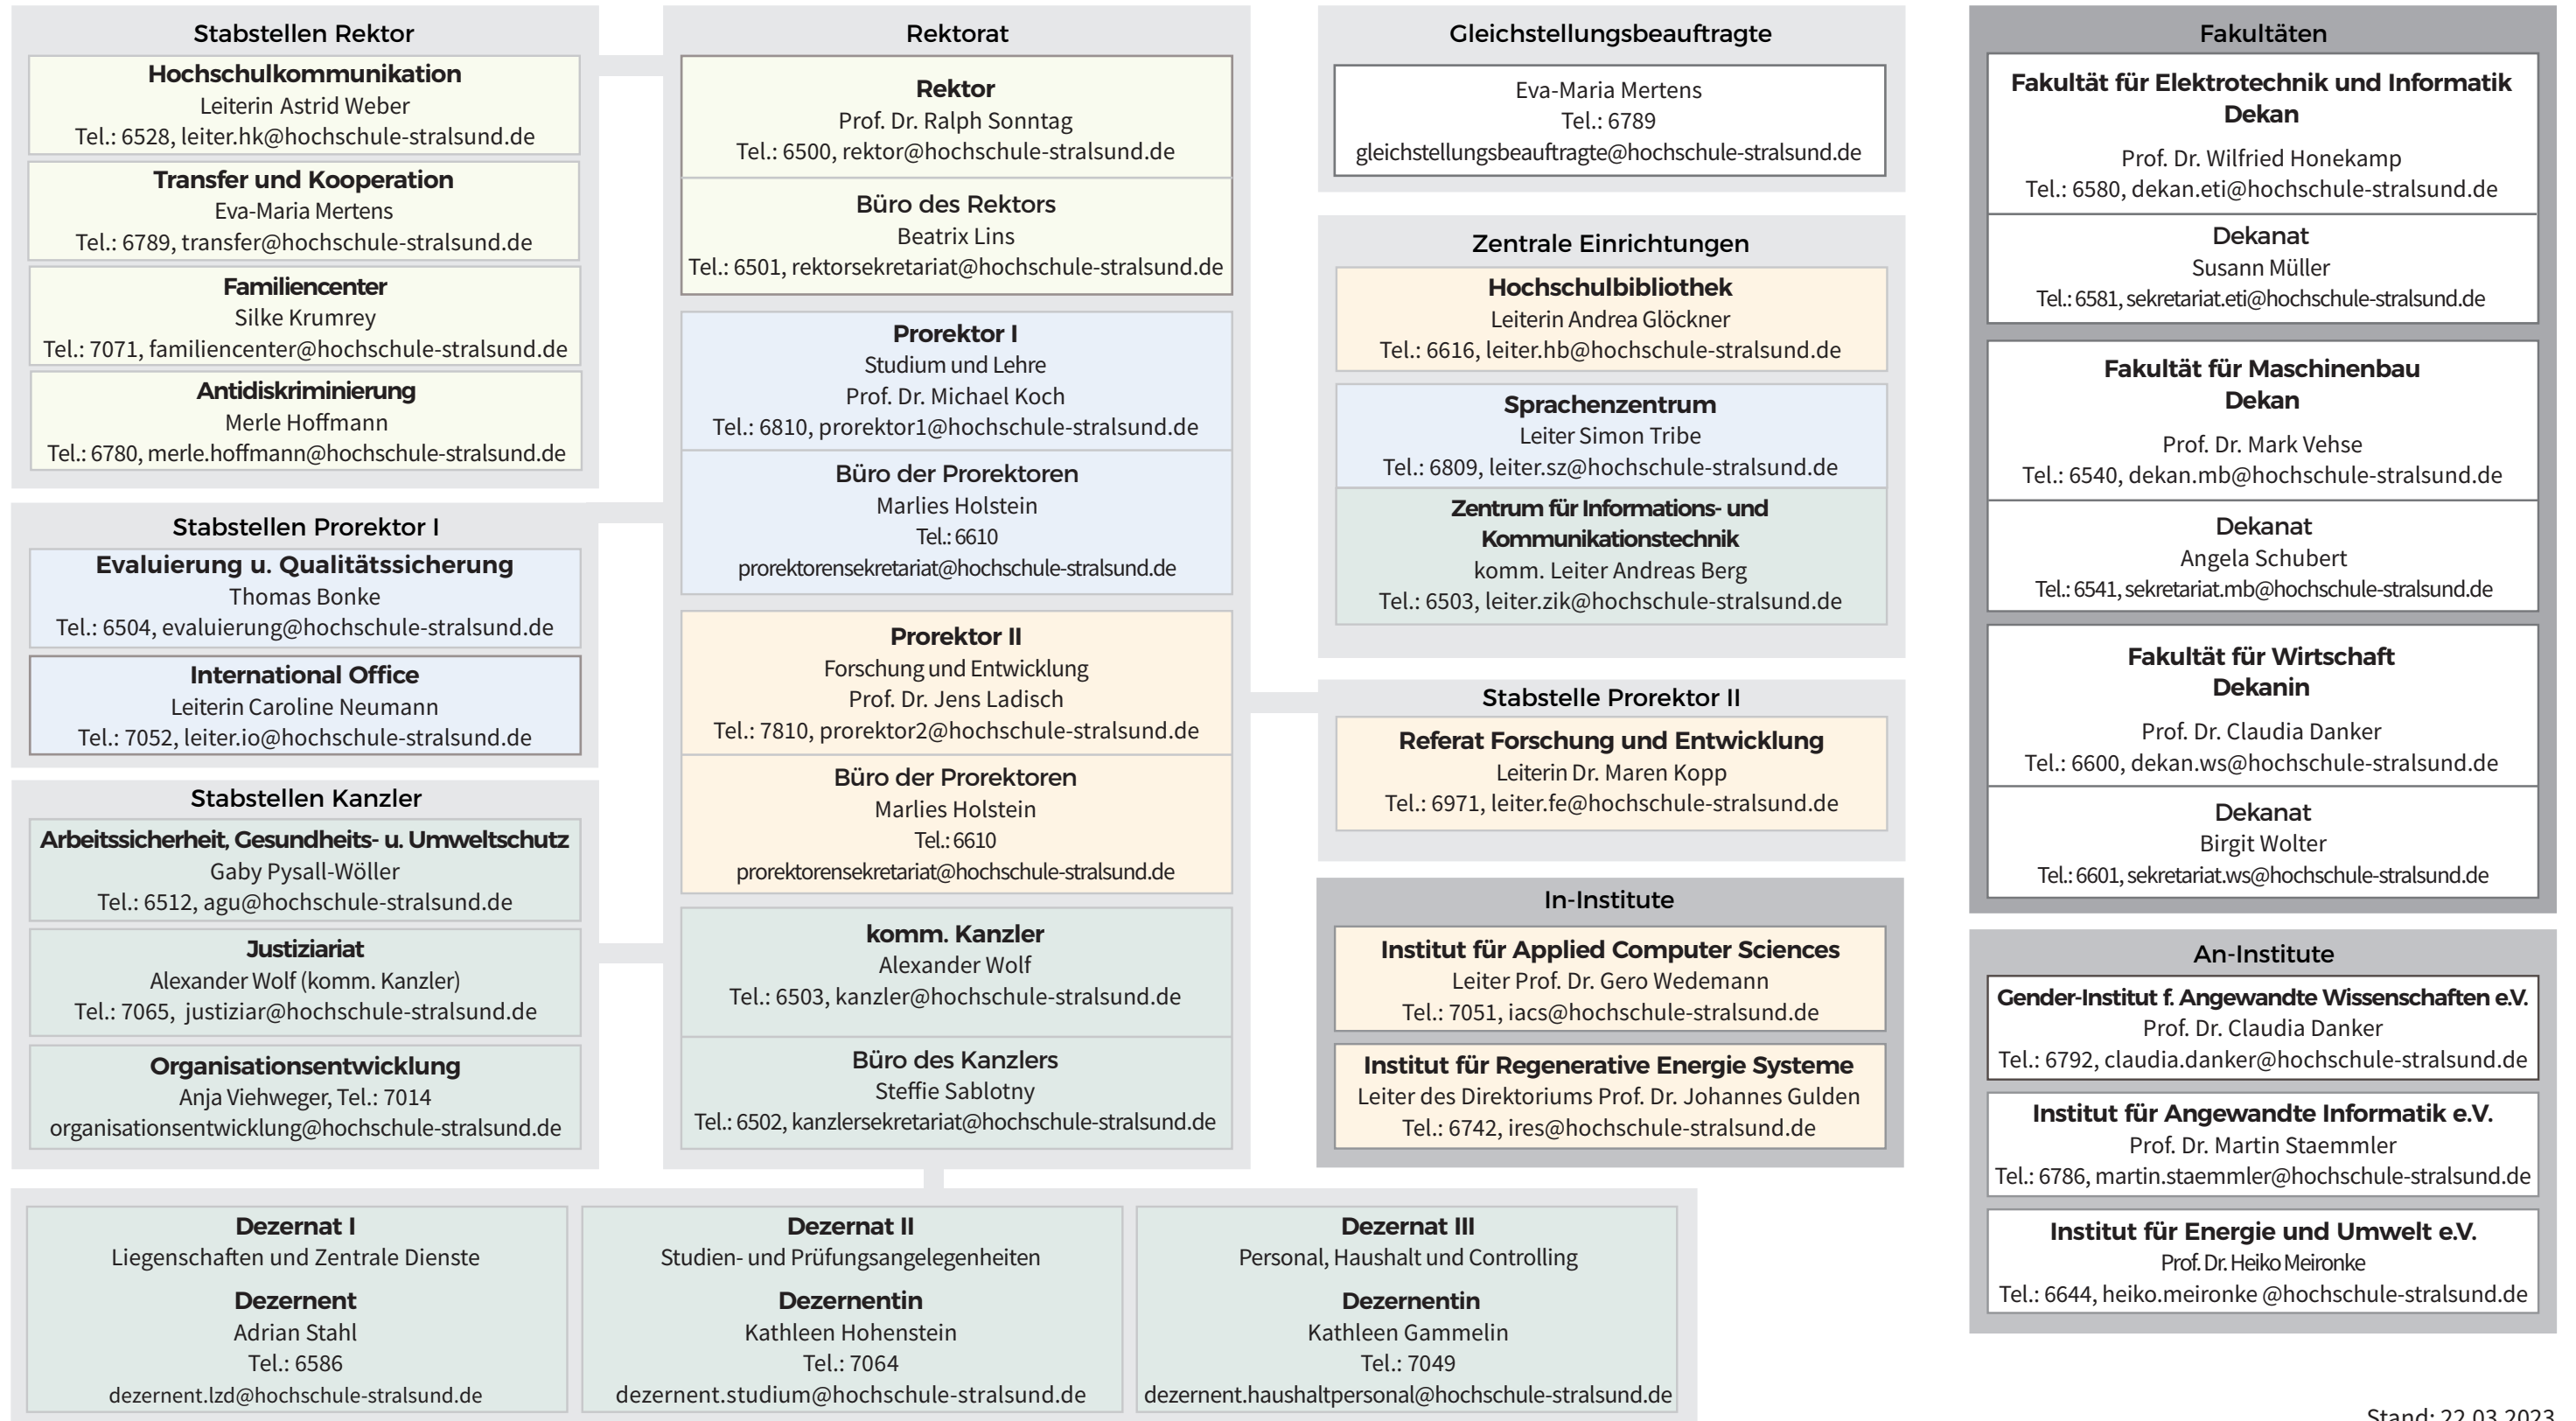 Stabstellen Rektor
Hochschulkommunikation
Leiterin Astrid Weber
Tel.: 6528, leiter.hk@hochschule-stralsund.de
Transfer und Kooperation
Eva-Maria Mertens
Tel.: 6789, transfer@hochschule-stralsund.de
Familiencenter
Silke Krumrey
Tel.: 7071, familiencenter@hochschule-stralsund.de
Antidiskriminierung
Merle Hoffmann
Tel.: 6780, merle.hoffmann@hochschule-stralsund.de
Stabstellen Prorektor I
Evaluierung u. Qualitätssicherung
Thomas Bonke
Tel.: 6504, evaluierung@hochschule-stralsund.de
International Office
Leiterin Caroline Neumann
Tel.: 7052, leiter.io@hochschule-stralsund.de
Stabstellen Kanzler
Arbeitssicherheit, Gesundheits- u. Umweltschutz
Gaby Pysall-Wöller
Tel.: 6512, agu@hochschule-stralsund.de
Justiziariat
Alexander Wolf (komm. Kanzler)
Tel.: 7065, justiziar@hochschule-stralsund.de
Organisationsentwicklung
Anja Viehweger, Tel.: 7014
organisationsentwicklung@hochschule-stralsund.de
Rektorat
Rektor
Prof. Dr. Ralph Sonntag
Tel.: 6500, rektor@hochschule-stralsund.de
Büro des Rektors
Beatrix Lins
Tel.: 6501, rektorsekretariat@hochschule-stralsund.de
Prorektor I
Studium und Lehre
Prof. Dr. Michael Koch
Tel.: 6810, prorektor1@hochschule-stralsund.de
Büro der Prorektoren
Marlies Holstein
Tel.: 6610
prorektorensekretariat@hochschule-stralsund.de
Prorektor II
Forschung und Entwicklung
Prof. Dr. Jens Ladisch
Tel.: 7810, prorektor2@hochschule-stralsund.de
Büro der Prorektoren
Marlies Holstein
Tel.: 6610
prorektorensekretariat@hochschule-stralsund.de
komm. Kanzler
Alexander Wolf
Tel.: 6503, kanzler@hochschule-stralsund.de
Büro des Kanzlers
Steffie Sablotny
Tel.: 6502, kanzlersekretariat@hochschule-stralsund.de
Gleichstellungsbeauftragte
Eva-Maria Mertens
Tel.: 6789
gleichstellungsbeauftragte@hochschule-stralsund.de
Zentrale Einrichtungen
Hochschulbibliothek
Leiterin Andrea Glöckner
Tel.: 6616, leiter.hb@hochschule-stralsund.de
Sprachenzentrum
Leiter Simon Tribe
Tel.: 6809, leiter.sz@hochschule-stralsund.de
Zentrum für Informations- und
Kommunikationstechnik
komm. Leiter Andreas Berg
Tel.: 6503, leiter.zik@hochschule-stralsund.de
Stabstelle Prorektor II
Referat Forschung und Entwicklung
Leiterin Dr. Maren Kopp
Tel.: 6971, leiter.fe@hochschule-stralsund.de
In-Institute
Institut für Applied Computer Sciences
Leiter Prof. Dr. Gero Wedemann
Tel.: 7051, iacs@hochschule-stralsund.de
Institut für Regenerative Energie Systeme
Leiter des Direktoriums Prof. Dr. Johannes Gulden
Tel.: 6742, ires@hochschule-stralsund.de
Fakultäten
Fakultät für Elektrotechnik und Informatik
Dekan
Prof. Dr. Wilfried Honekamp
Tel.: 6580, dekan.eti@hochschule-stralsund.de
Dekanat
Susann Müller
Tel.: 6581, sekretariat.eti@hochschule-stralsund.de
Fakultät für Maschinenbau
Dekan
Prof. Dr. Mark Vehse
Tel.: 6540, dekan.mb@hochschule-stralsund.de
Dekanat
Angela Schubert
Tel.: 6541, sekretariat.mb@hochschule-stralsund.de
Fakultät für Wirtschaft
Dekanin
Prof. Dr. Claudia Danker
Tel.: 6600, dekan.ws@hochschule-stralsund.de
Dekanat
Birgit Wolter
Tel.: 6601, sekretariat.ws@hochschule-stralsund.de
An-Institute
Gender-Institut f. Angewandte Wissenschaften e.V.
Prof. Dr. Claudia Danker
Tel.: 6792, claudia.danker@hochschule-stralsund.de
Institut für Angewandte Informatik e.V.
Prof. Dr. Martin Staemmler
Tel.: 6786, martin.staemmler@hochschule-stralsund.de
Institut für Energie und Umwelt e.V.
Prof. Dr. Heiko Meironke
Tel.: 6644, heiko.meironke @hochschule-stralsund.de
Dezernat I
Liegenschaften und Zentrale Dienste
Dezernent
Adrian Stahl
Tel.: 6586
dezernent.lzd@hochschule-stralsund.de
Dezernat II
Studien- und Prüfungsangelegenheiten
Dezernentin
Kathleen Hohenstein
Tel.: 7064
dezernent.studium@hochschule-stralsund.de
Dezernat III
Personal, Haushalt und Controlling
Dezernentin
Kathleen Gammelin
Tel.: 7049
dezernent.haushaltpersonal@hochschule-stralsund.de
Stand: 22.03.2023